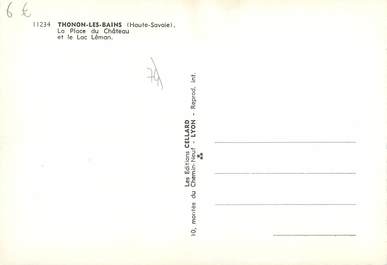 6 €
11234 THONON-LES-BAINS (Haute-Savoie).
La Place du Château
et le Lac Léman.
Les Editions CELLARD
10, montée du Chemin-Neuf - LYON - Reprod. int.